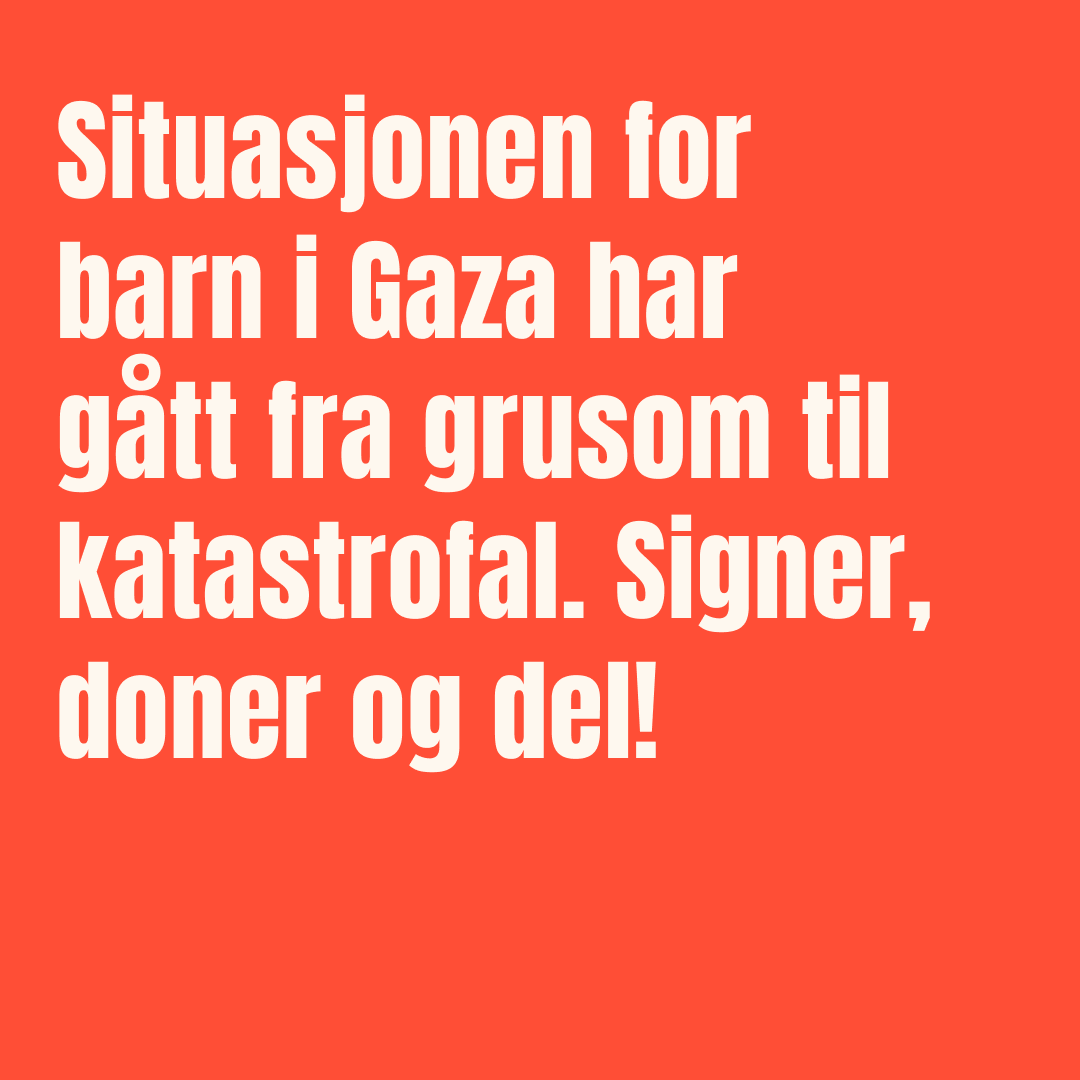 Situasjonen for
barn i Gaza har
gått fra grusom til
katastrofal. Signer,
doner og del!